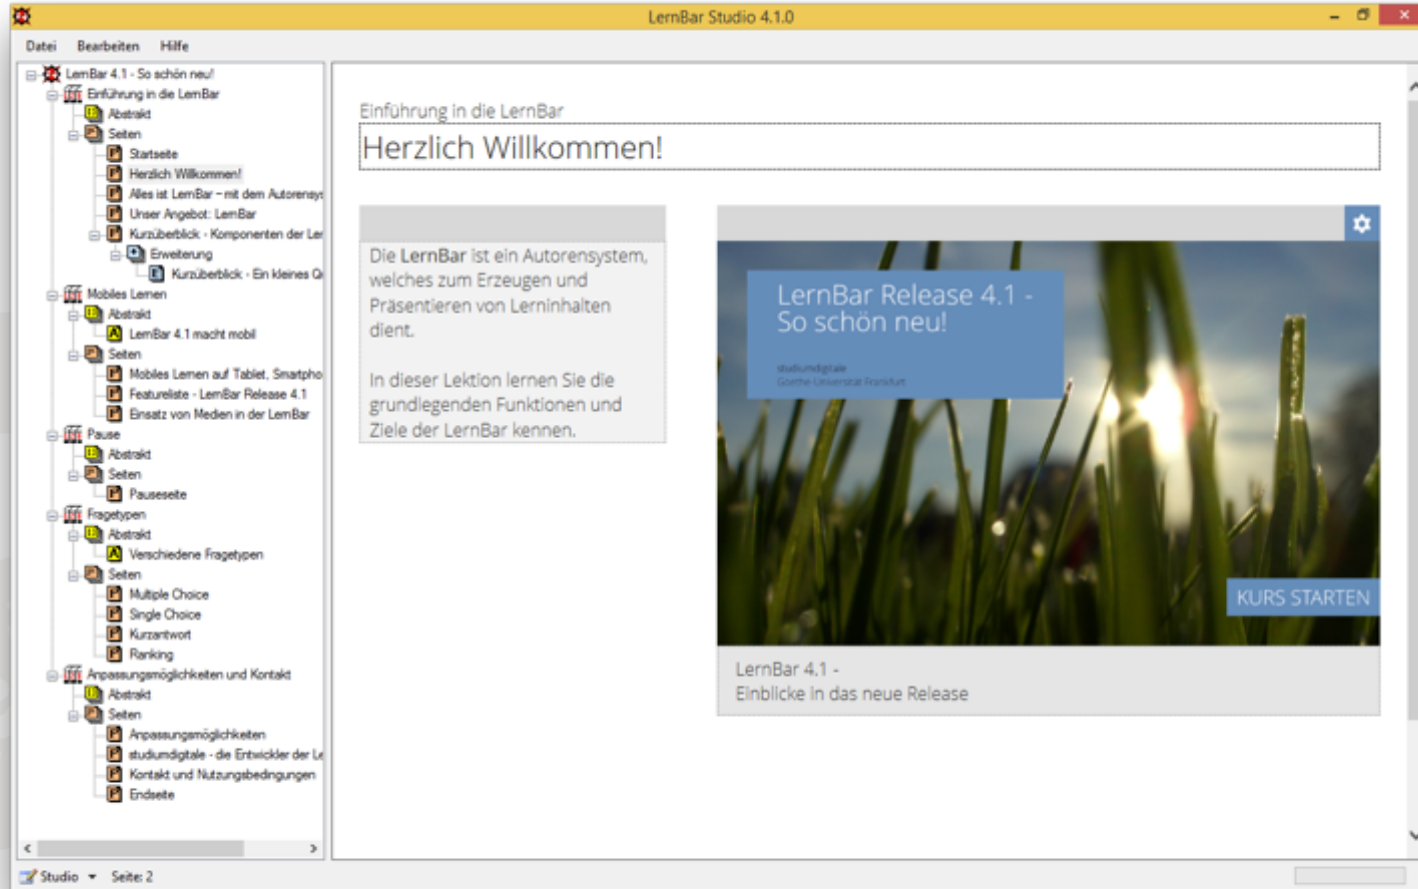 LernBar Studio 4.1.0
Datei Bearbeiten Hilfe
LernBar 4.1 - So schön neu!
Einführung in die LernBar
Abstrakt
Seiten
Startseite
Herzlich Willkommen!
Alles ist LernBar – mit dem Autorensys
Unser Angebot: LernBar
Kurzüberblick - Komponenten der Ler
Erweiterung
Kurzüberblick - Ein kleines Q
Mobiles Lernen
Abstrakt
LernBar 4.1 macht mobil
Seiten
Mobiles Lernen auf Tablet, Smartpho
Featureliste - LernBar Release 4.1
Einsatz von Medien in der LernBar
Pause
Abstrakt
Seiten
Pauseseite
Fragetypen
Abstrakt
Verschiedene Fragetypen
Seiten
Multiple Choice
Single Choice
Kurzantwort
Ranking
Anpassungsmöglichkeiten und Kontakt
Abstrakt
Seiten
Anpassungsmöglichkeiten
studiumdigitale - die Entwickler der Le
Kontakt und Nutzungsbedingungen
Endseite
Einführung in die LernBar
Herzlich Willkommen!
Die LernBar ist ein Autorensystem,
welches zum Erzeugen und
Präsentieren von Lerninhalten
dient.
In dieser Lektion lernen Sie die
grundlegenden Funktionen und
Ziele der LernBar kennen.
LernBar Release 4.1 -
So schön neu!
studiumdigitale
Goethe-Universität Frankfurt
KURS STARTEN
LernBar 4.1 -
Einblicke in das neue Release
Studio Seite: 2